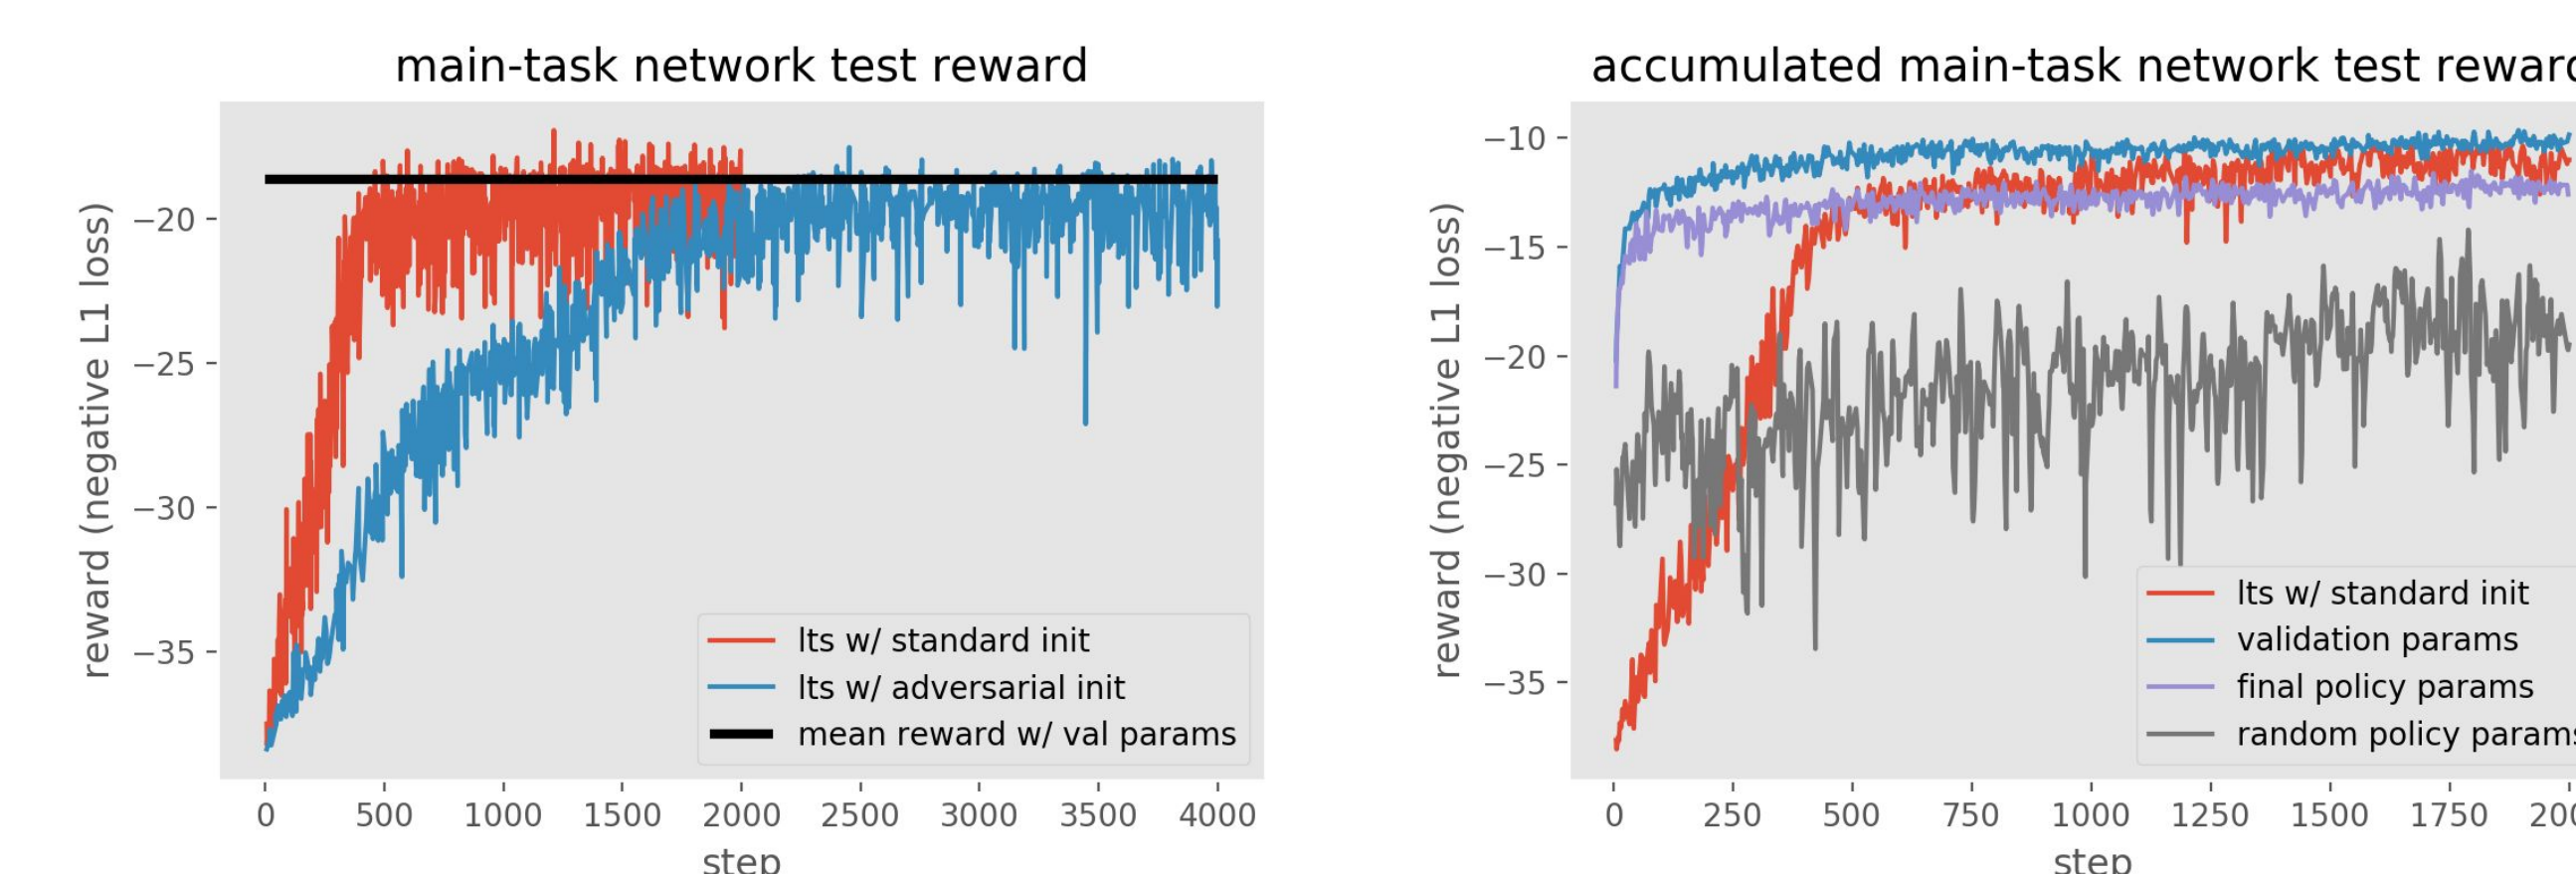 main-task network test reward
reward (negative L1 loss)
−20
−25
−30
−35
lts w/ standard init
lts w/ adversarial init
mean reward w/ val params
0 500 1000 1500 2000 2500 3000 3500 4000
step
accumulated main-task network test reward
reward (negative L1 loss)
−10
−15
−20
−25
−30
−35
lts w/ standard init
validation params
final policy params
random policy params
0 250 500 750 1000 1250 1500 1750 200
step